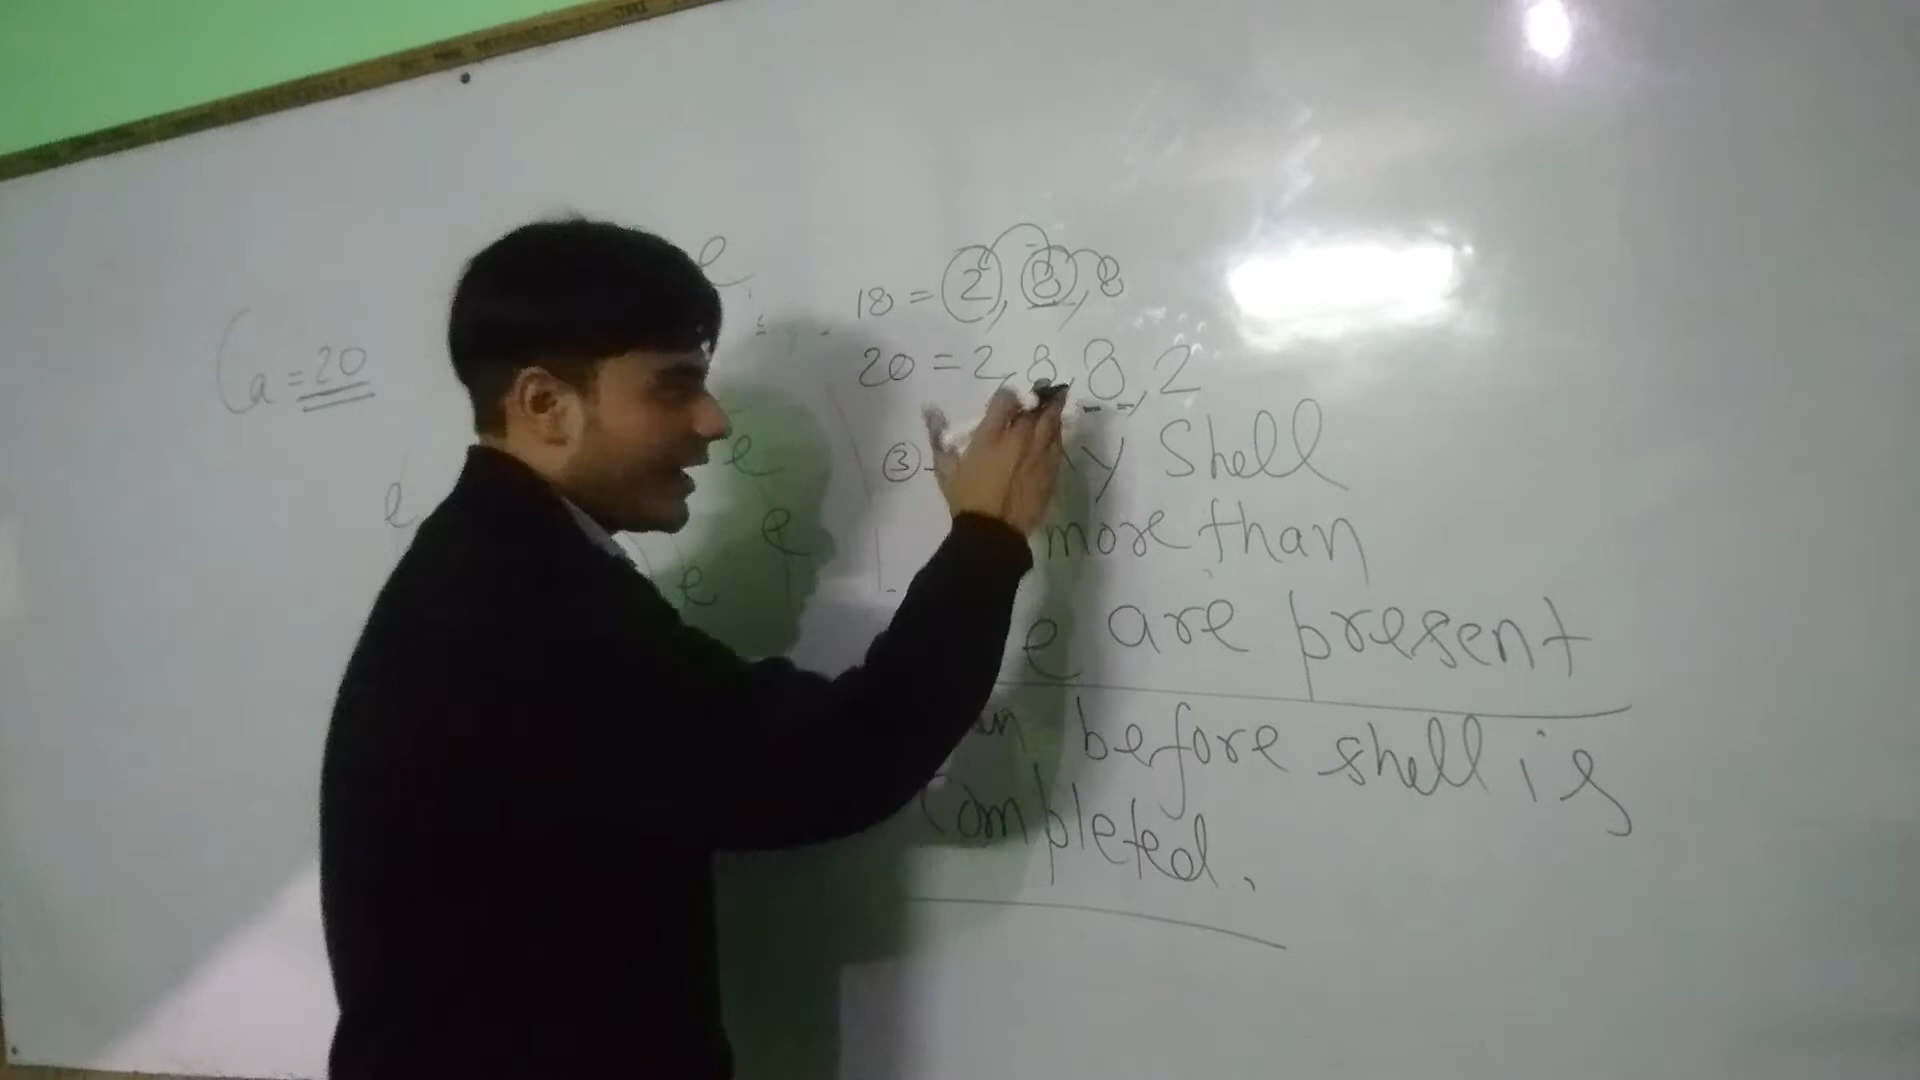 Ca = 20
e
e
e
e
e
18 = 2, 8, 8
20 = 2, 8, 8, 2
③ Shell
more than
e are present
before shell is
Completed.